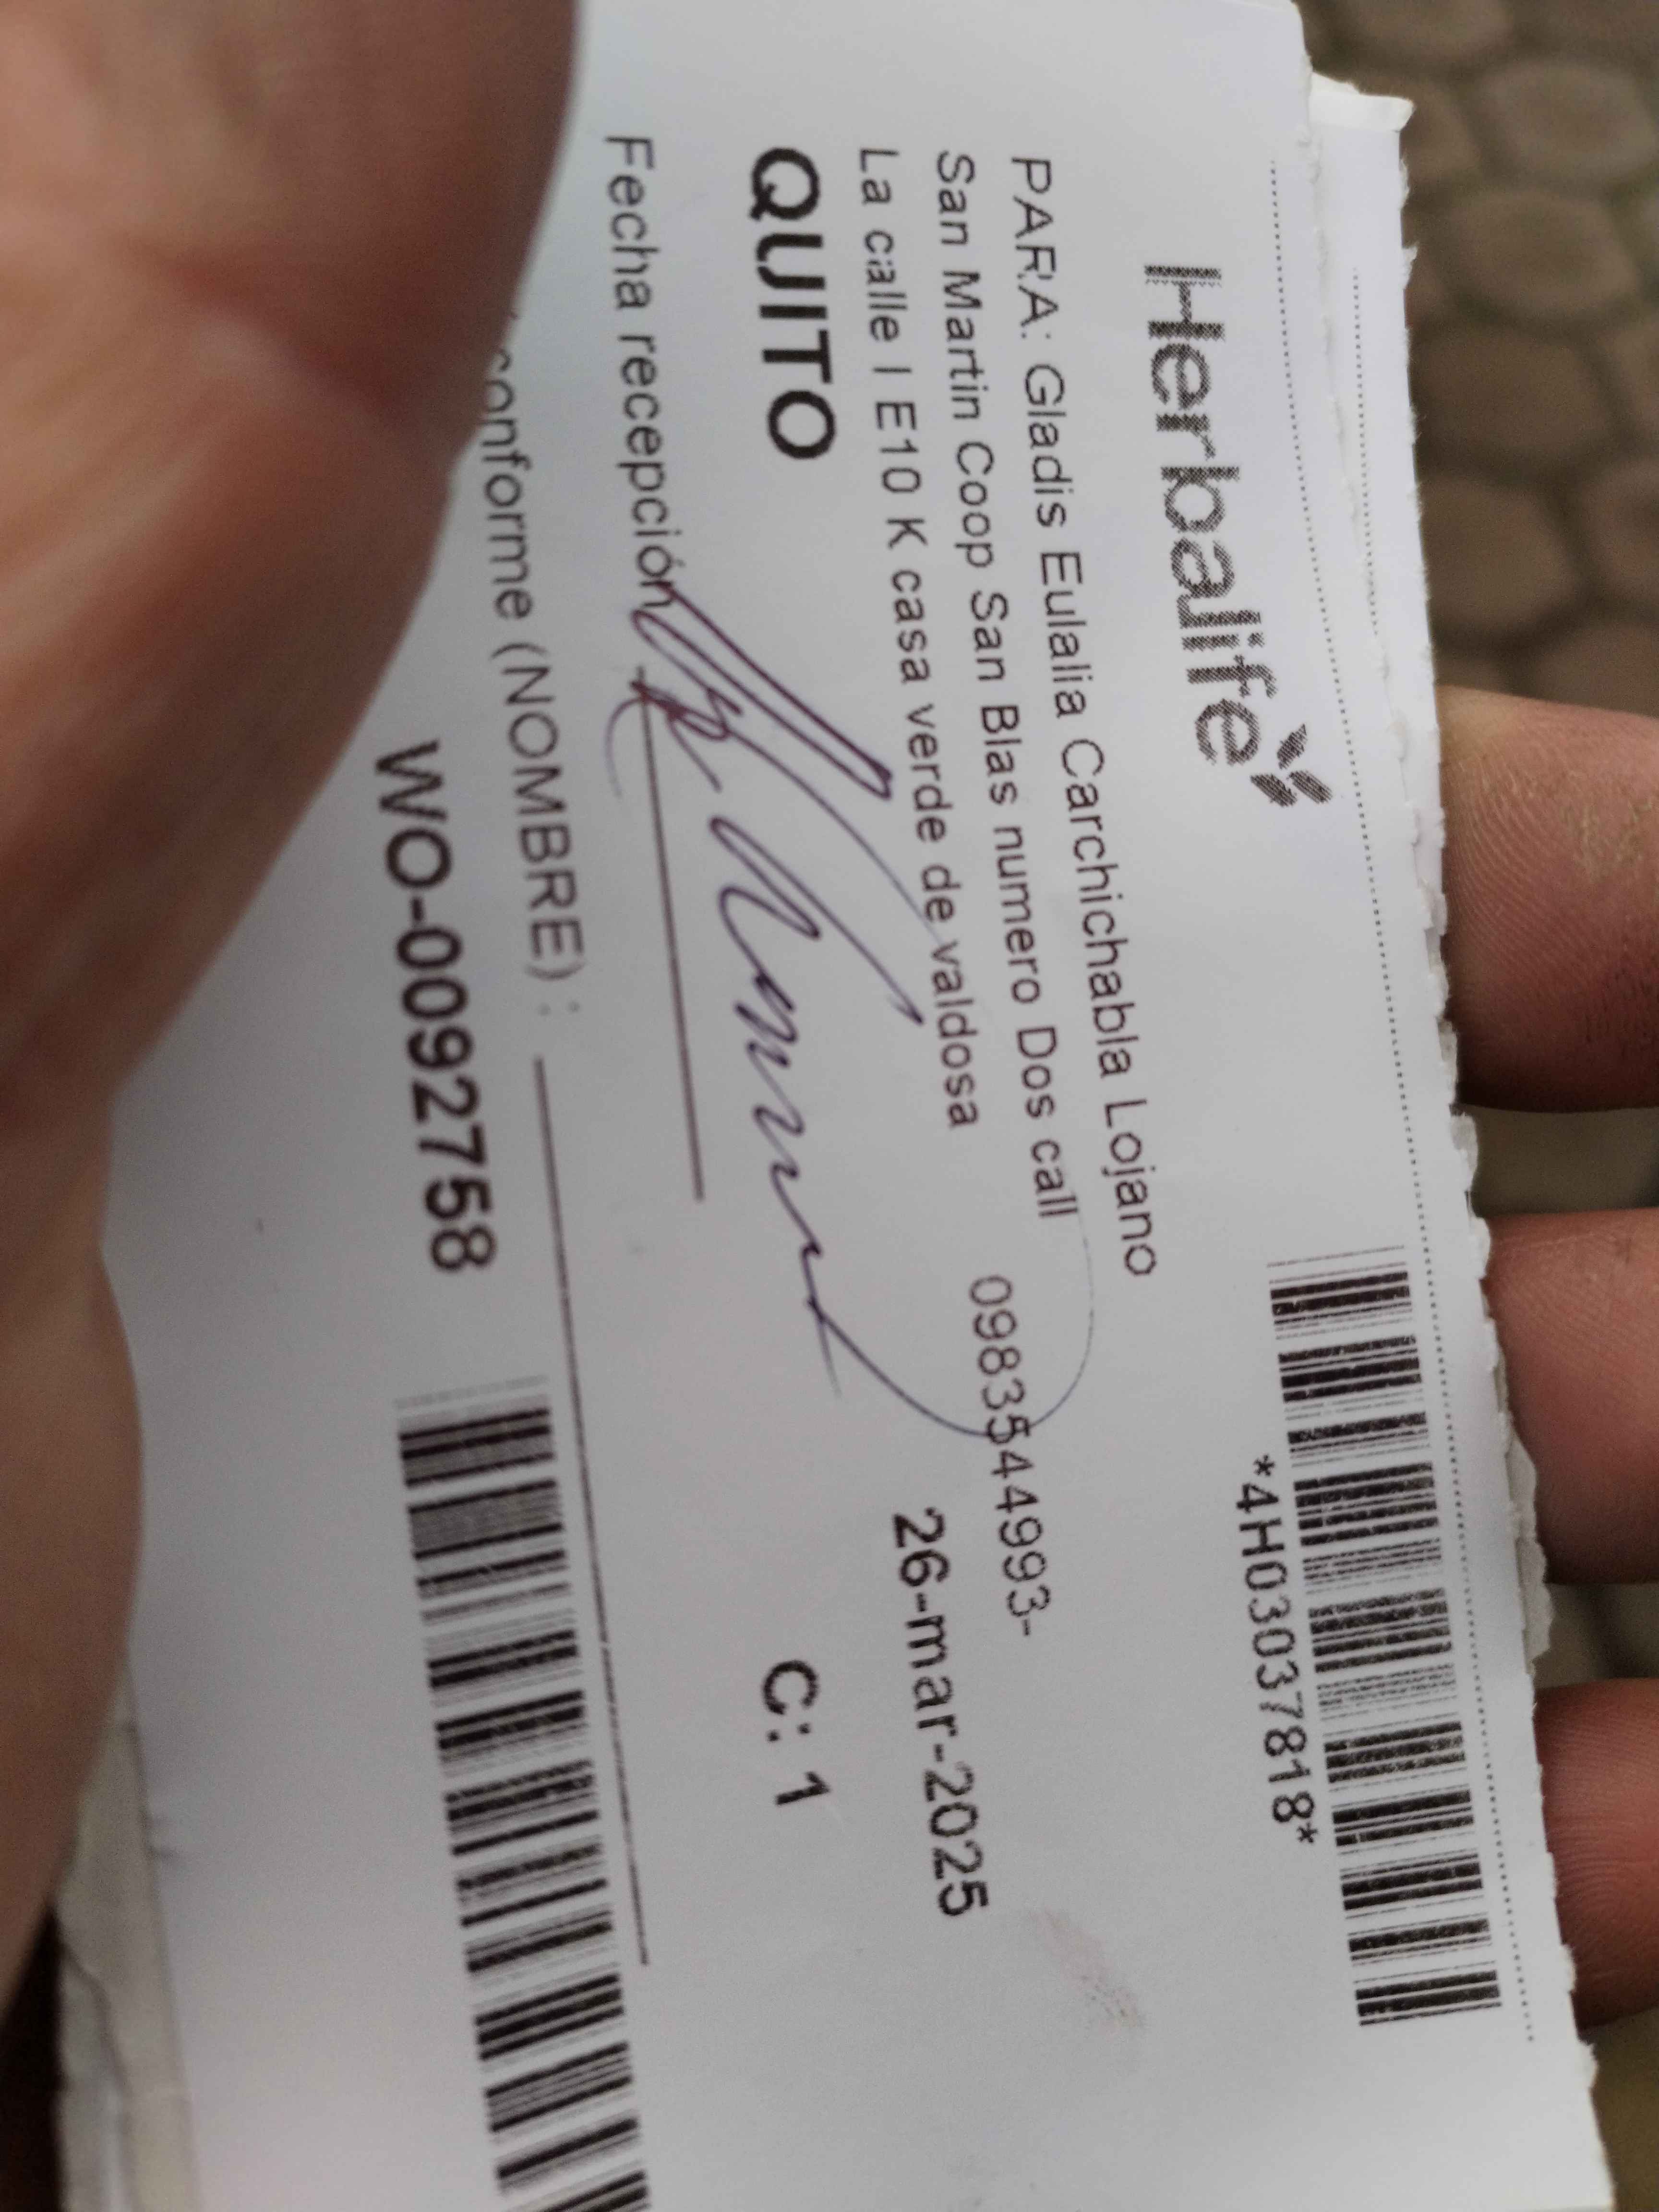 Herbalife
*4H03037818*
PARA: Gladis Eulalia Carchichabla Lojano
San Martin Coop San Blas numero Dos call
0983544993-
La calle I E10 K casa verde de valdosa
26-mar-2025
QUITO
C: 1
Fecha recepción
conforme (NOMBRE) :
WO-00927758